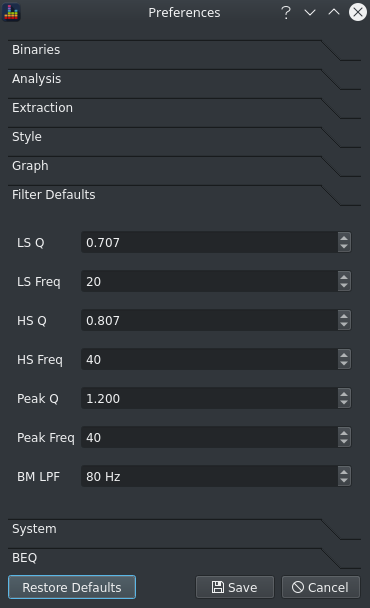 Preferences
Binaries
Analysis
Extraction
Style
Graph
Filter Defaults
LS Q 0.707
LS Freq 20
HS Q 0.807
HS Freq 40
Peak Q 1.200
Peak Freq 40
BM LPF 80 Hz
System
BEQ
Restore Defaults Save Cancel